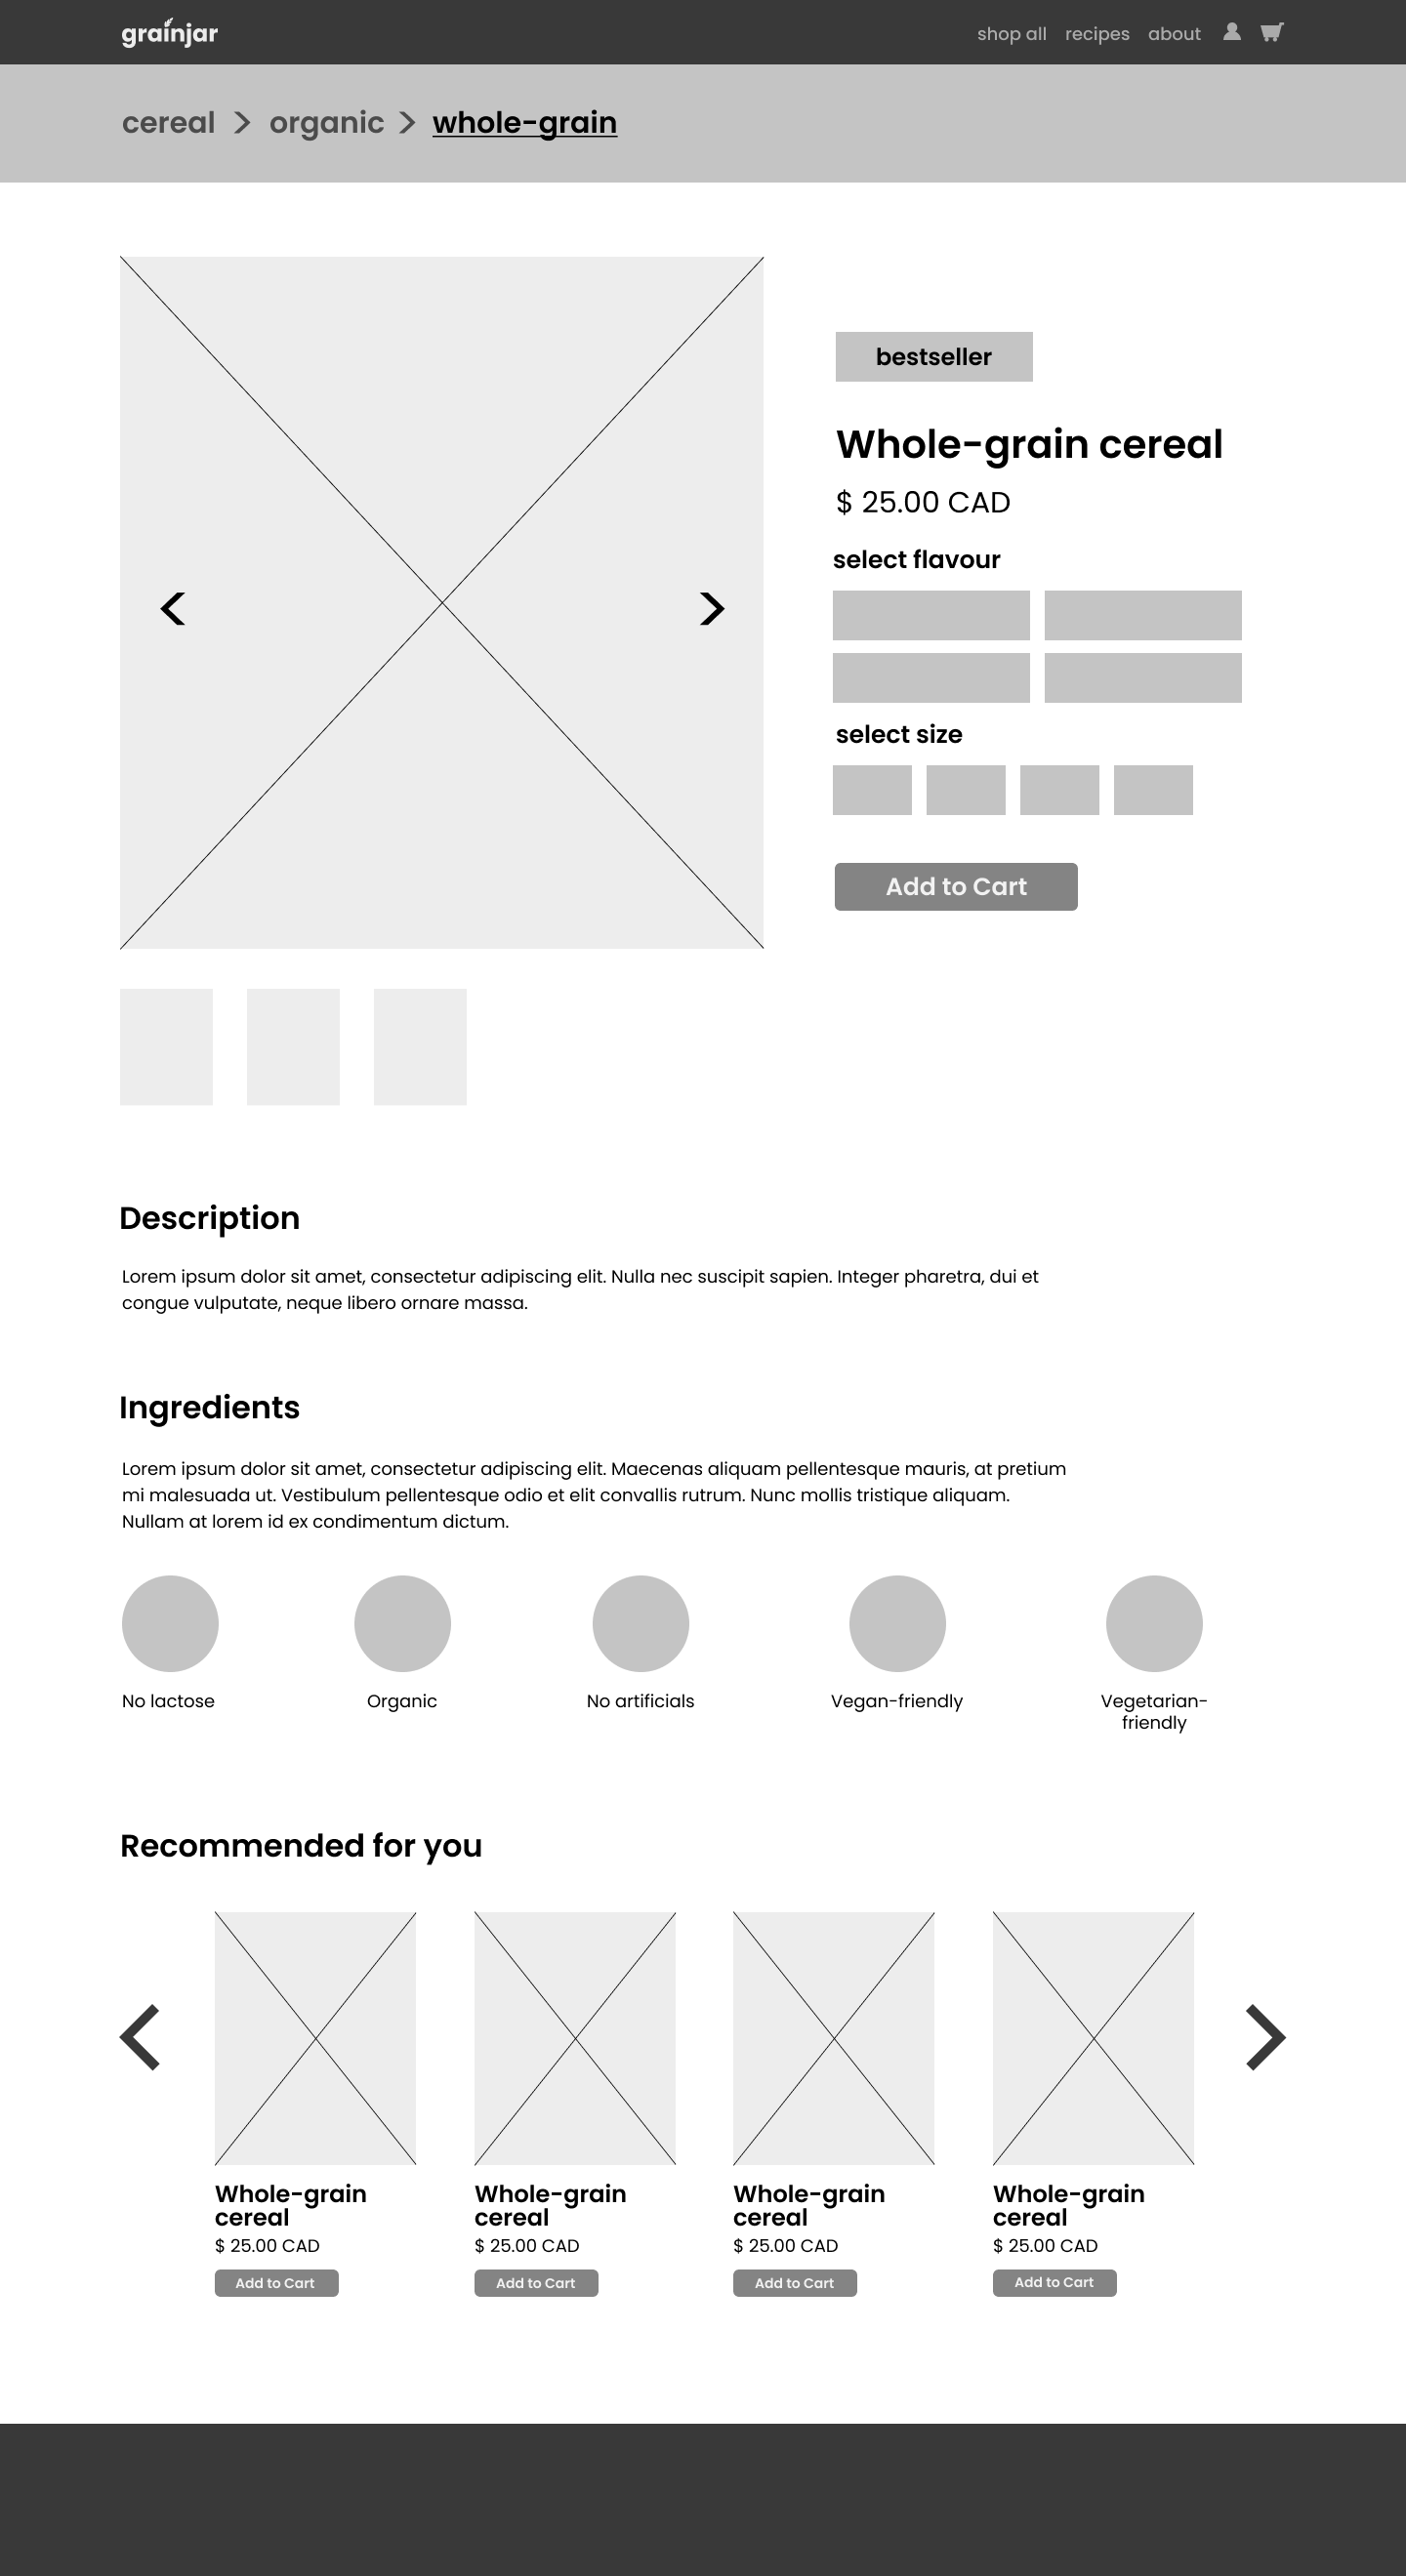 grainjar
shop all recipes about
cereal > organic > whole-grain
bestseller
Whole-grain cereal
$ 25.00 CAD
select flavour
select size
Add to Cart
Description
Lorem ipsum dolor sit amet, consectetur adipiscing elit. Nulla nec suscipit sapien. Integer pharetra, dui et
congue vulputate, neque libero ornare massa.
Ingredients
Lorem ipsum dolor sit amet, consectetur adipiscing elit. Maecenas aliquam pellentesque mauris, at pretium
mi malesuada ut. Vestibulum pellentesque odio et elit convallis rutrum. Nunc mollis tristique aliquam.
Nullam at lorem id ex condimentum dictum.
No lactose
Organic
No artificials
Vegan-friendly
Vegetarian-
friendly
Recommended for you
Whole-grain
cereal
$ 25.00 CAD
Add to Cart
Whole-grain
cereal
$ 25.00 CAD
Add to Cart
Whole-grain
cereal
$ 25.00 CAD
Add to Cart
Whole-grain
cereal
$ 25.00 CAD
Add to Cart